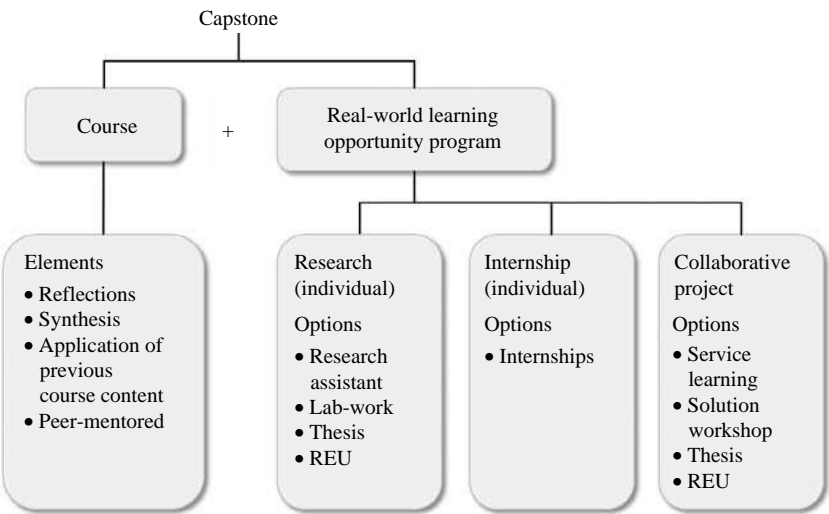 Capstone
Course
+
Real-world learning
opportunity program
Elements
• Reflections
• Synthesis
• Application of
previous
course content
• Peer-mentored
Research
(individual)
Options
• Research
assistant
• Lab-work
• Thesis
• REU
Internship
(individual)
Options
• Internships
Collaborative
project
Options
• Service
learning
• Solution
workshop
• Thesis
• REU